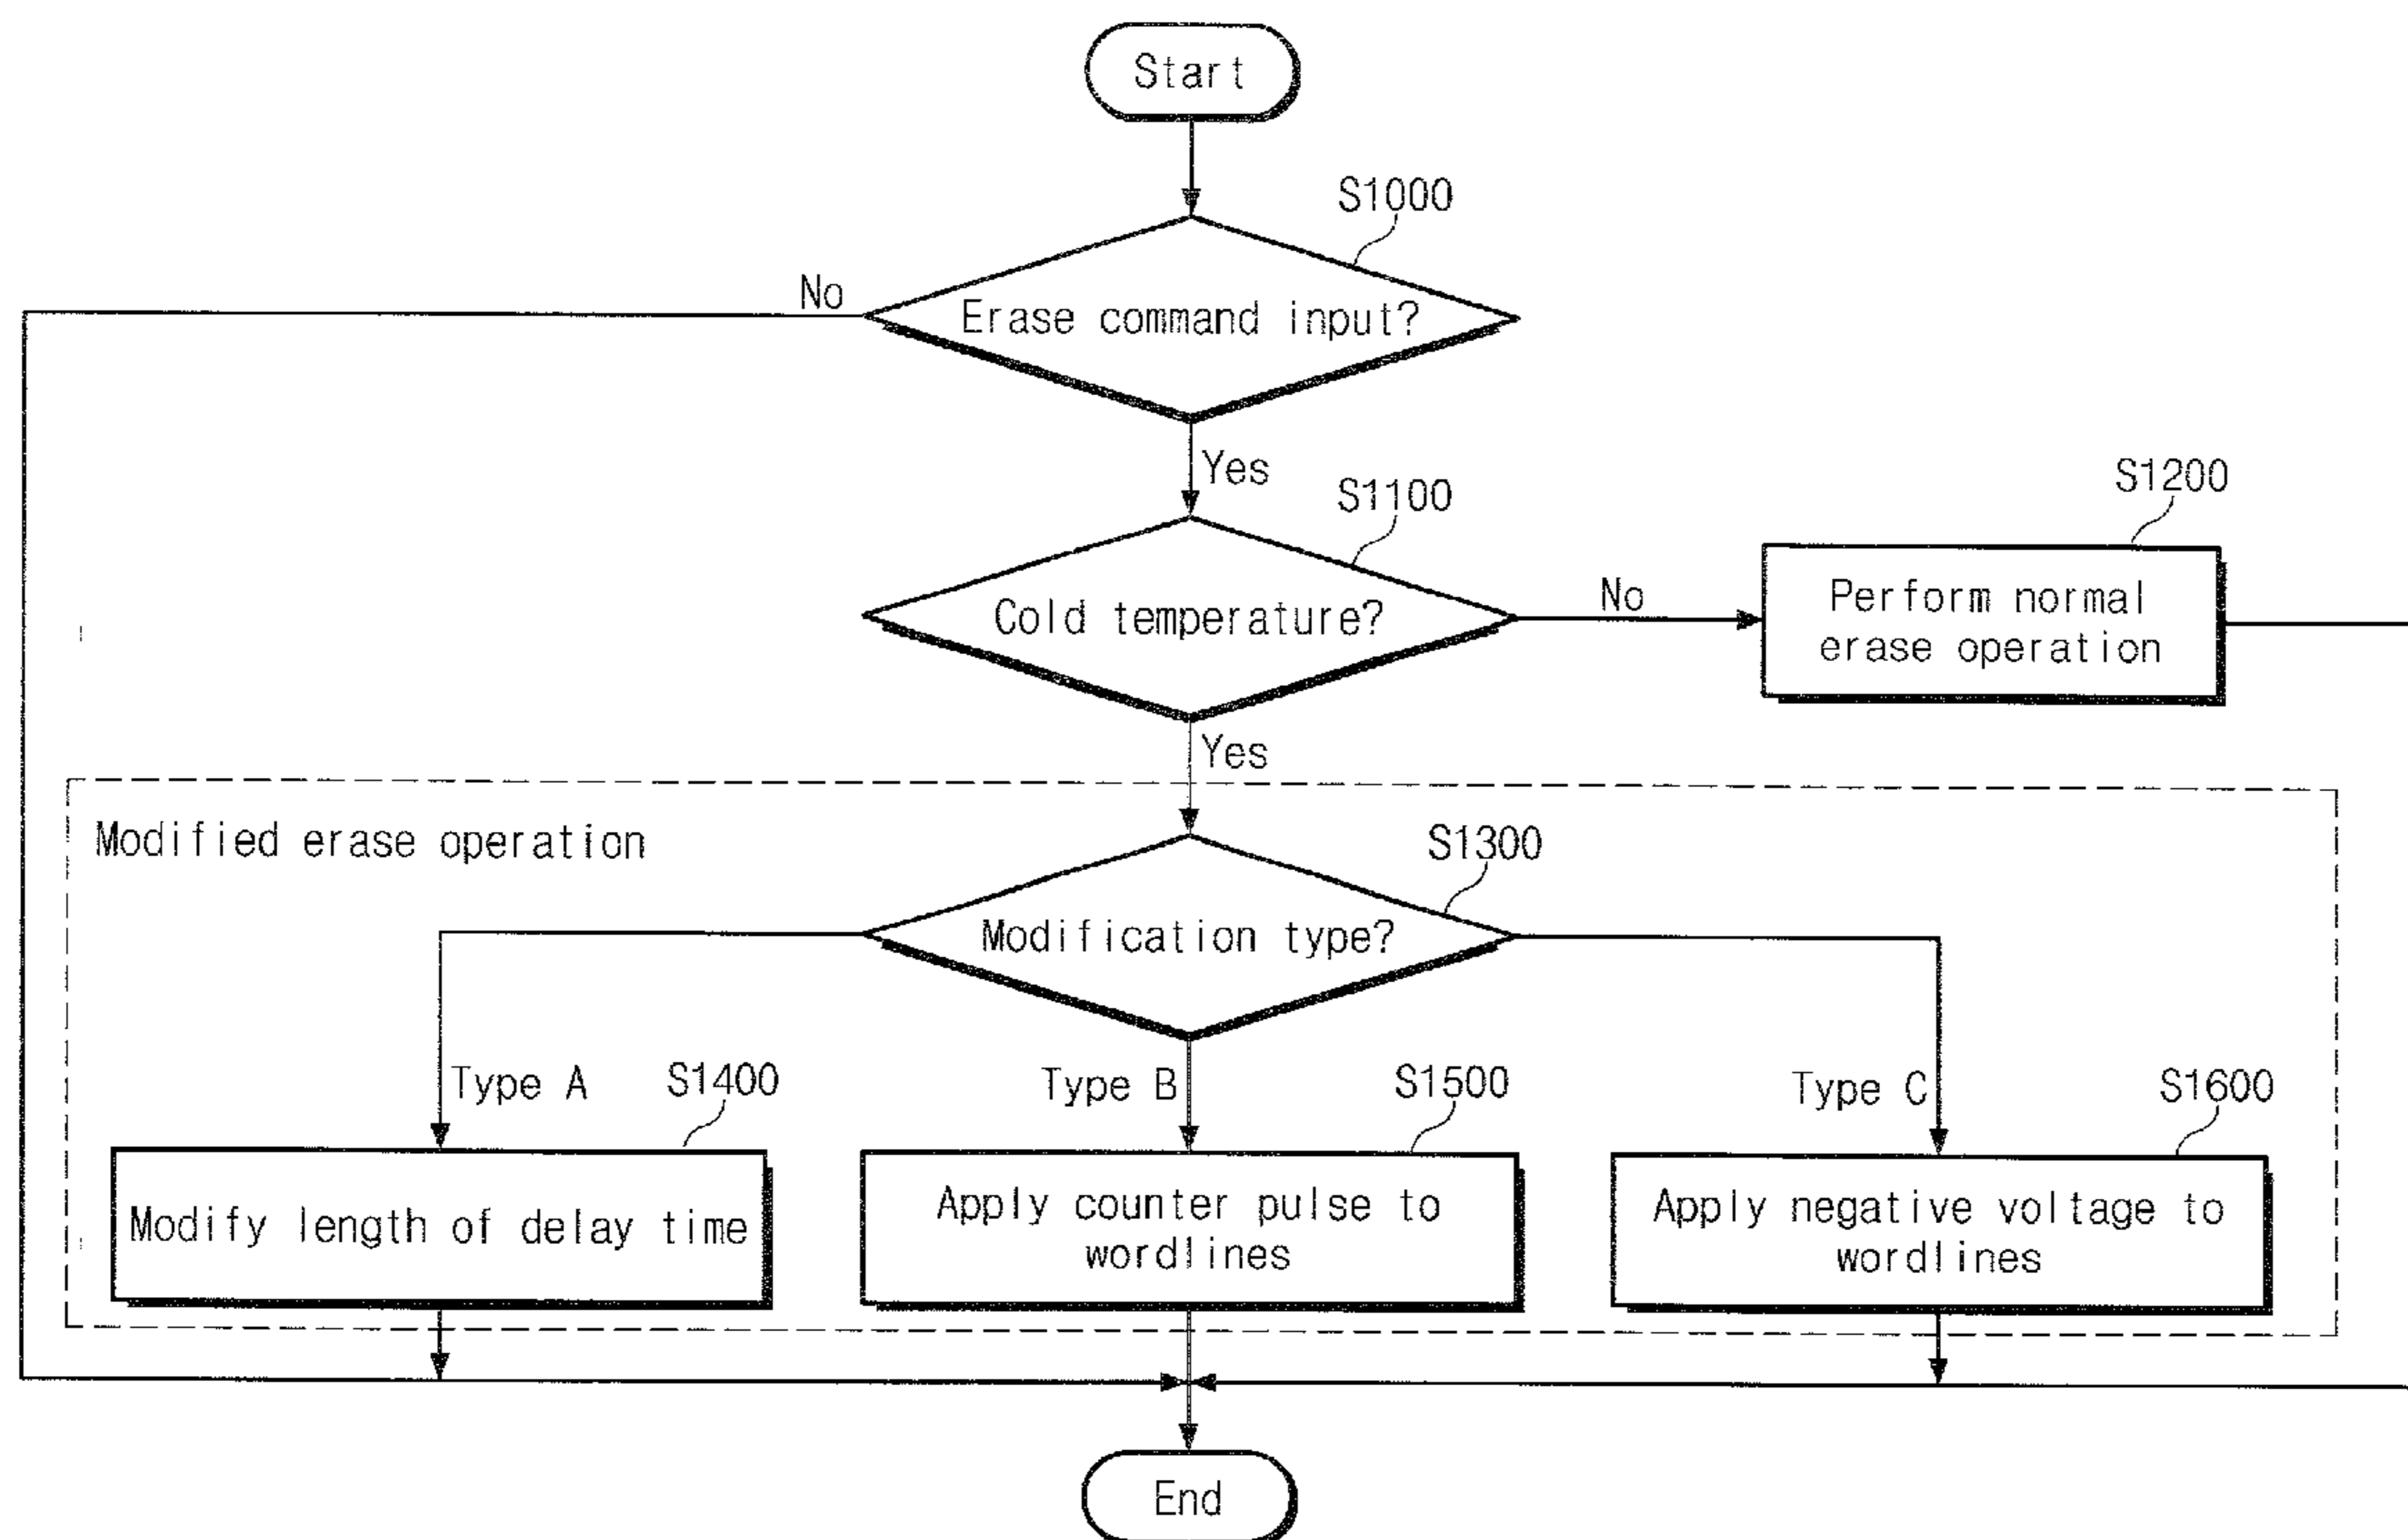 Start
S1000
No
Erase command input?
Yes
S1100
S1200
Cold temperature?
No
Perform normal
erase operation
Yes
Modified erase operation
S1300
Modification type?
Type A
S1400
Type B
S1500
Type C
S1600
Modify length of delay time
Apply counter pulse to
wordlines
Apply negative voltage to
wordlines
End